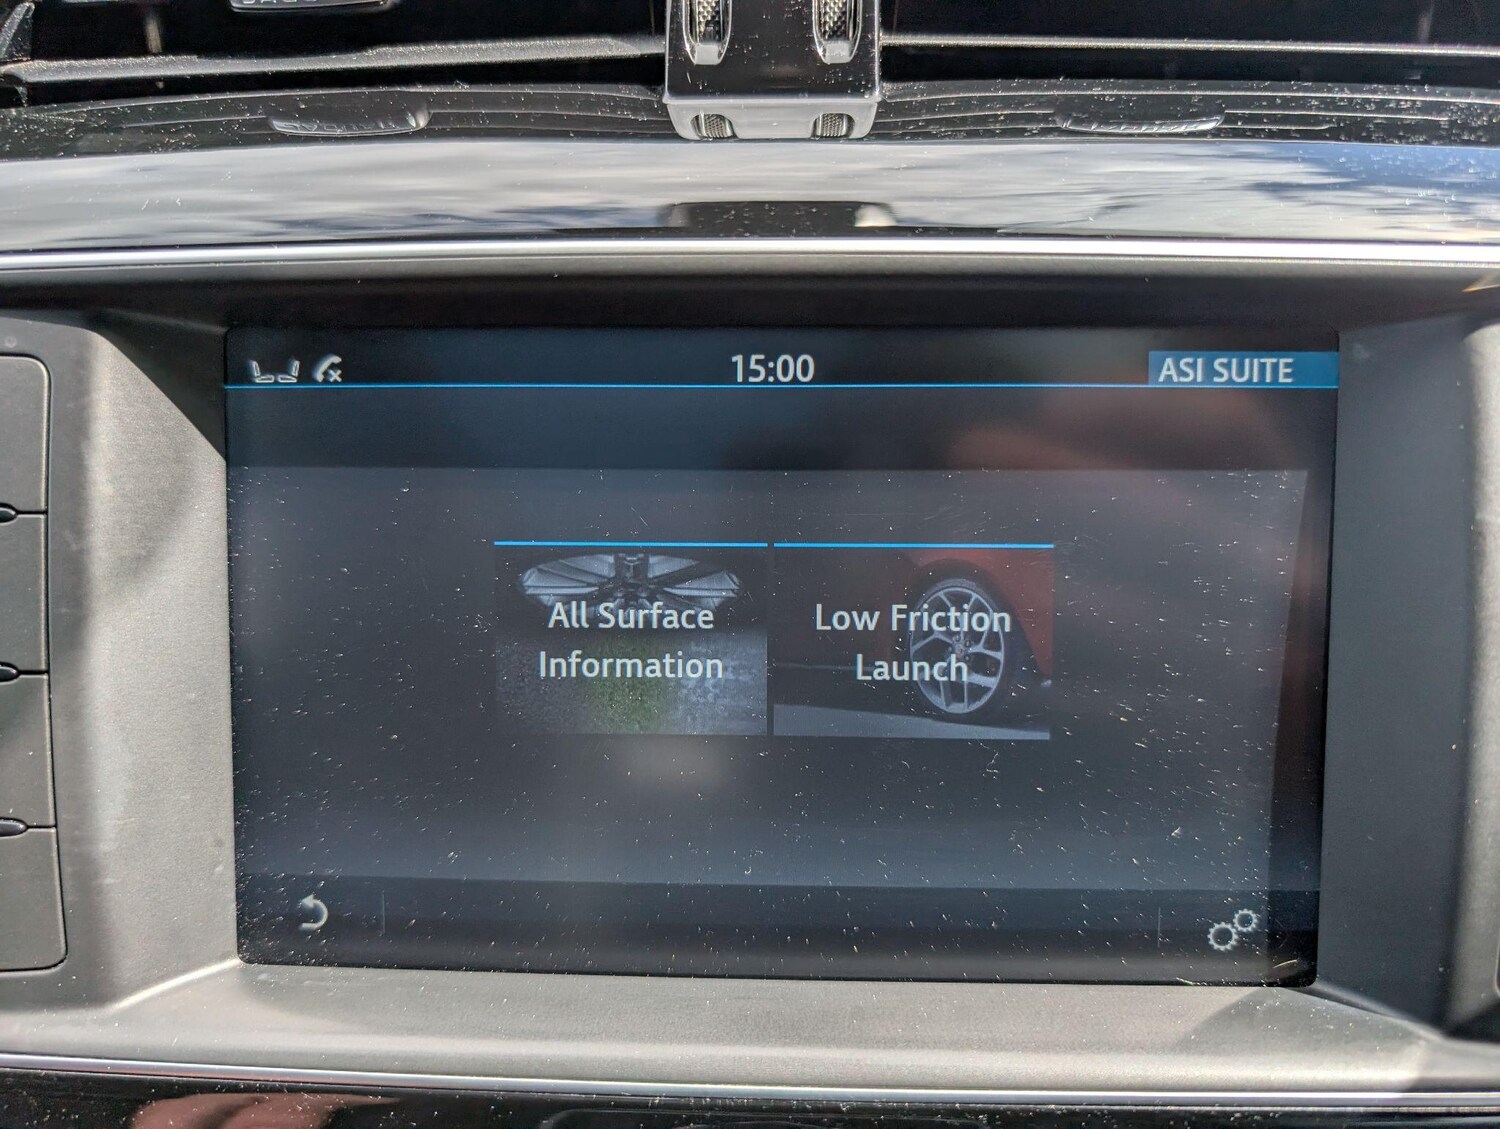 15:00
ASI SUITE
All Surface
Information
Low Friction
Launch